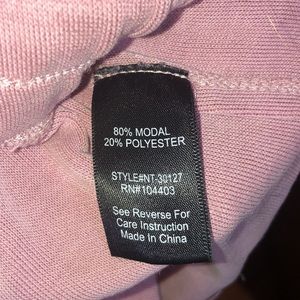 80% MODAL
20% POLYESTER
STYLE#NT-30127
RN#104403
See Reverse For
Care Instruction
Made In China